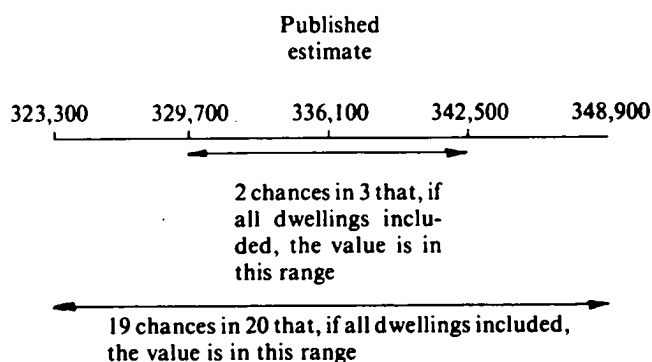 Published
estimate
323,300 329,700 336,100 342,500 348,900
2 chances in 3 that, if
all dwellings inclu-
ded, the value is in
this range
19 chances in 20 that, if all dwellings included,
the value is in this range